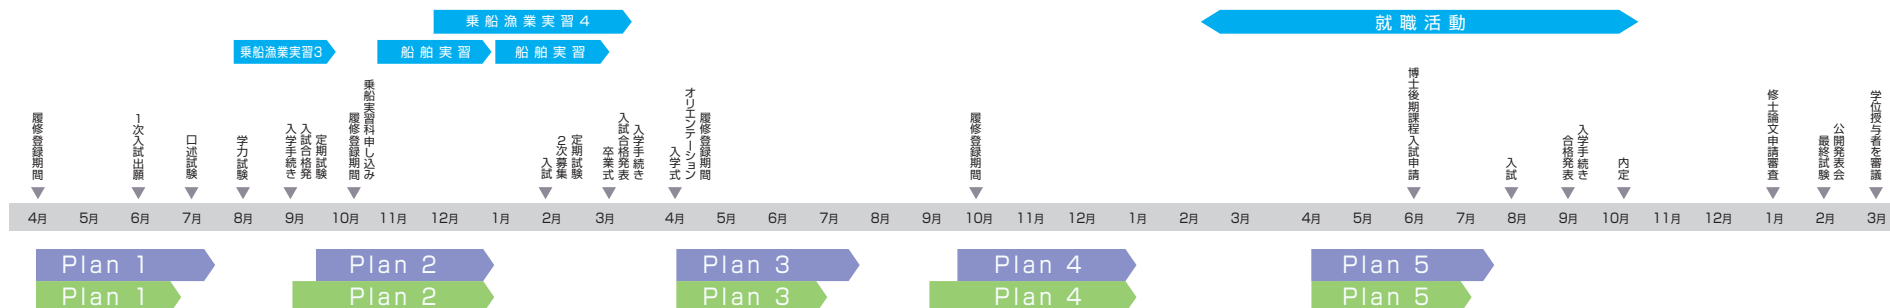 乗船漁業実習4
就職活動
乗船漁業実習3
船舶実習
船舶実習
履修登録期間
1次入試出願
口述試験
学力試験
入学手続き
入試合格発
定期試験
履修登録期間
乗船実習科申し込み
入試
2次募集
定期試験
卒業式
入試合格発表
入学手続き
入学式
オリエンテーション
履修登録期間
履修登録期間
博士後期課程入試申請
入試
合格発表
入学手続き
内定
修士論文申請審査
最終試験
公開発表会
学位授与者を審議
4月 5月 6月 7月 8月 9月 10月 11月 12月 1月 2月 3月 4月 5月 6月 7月 8月 9月 10月 11月 12月 1月 2月 3月 4月 5月 6月 7月 8月 9月 10月 11月 12月 1月 2月 3月
Plan 1 Plan 2 Plan 3 Plan 4 Plan 5
Plan 1 Plan 2 Plan 3 Plan 4 Plan 5